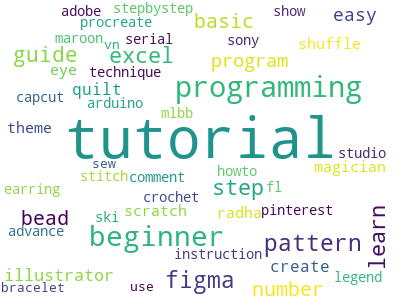 adobe stepbystep show easy
procreate basic
maroon vn serial sony shuffle
guide excel program
eye technique
capcut quilt programming
arduino
mlbb
theme tutorial
sew studio
stitch comment howto magician
earring step fl
crochet
bead ski scratch radha pinterest learn
advance beginner pattern
instruction
illustrator figma create legend
bracelet use number